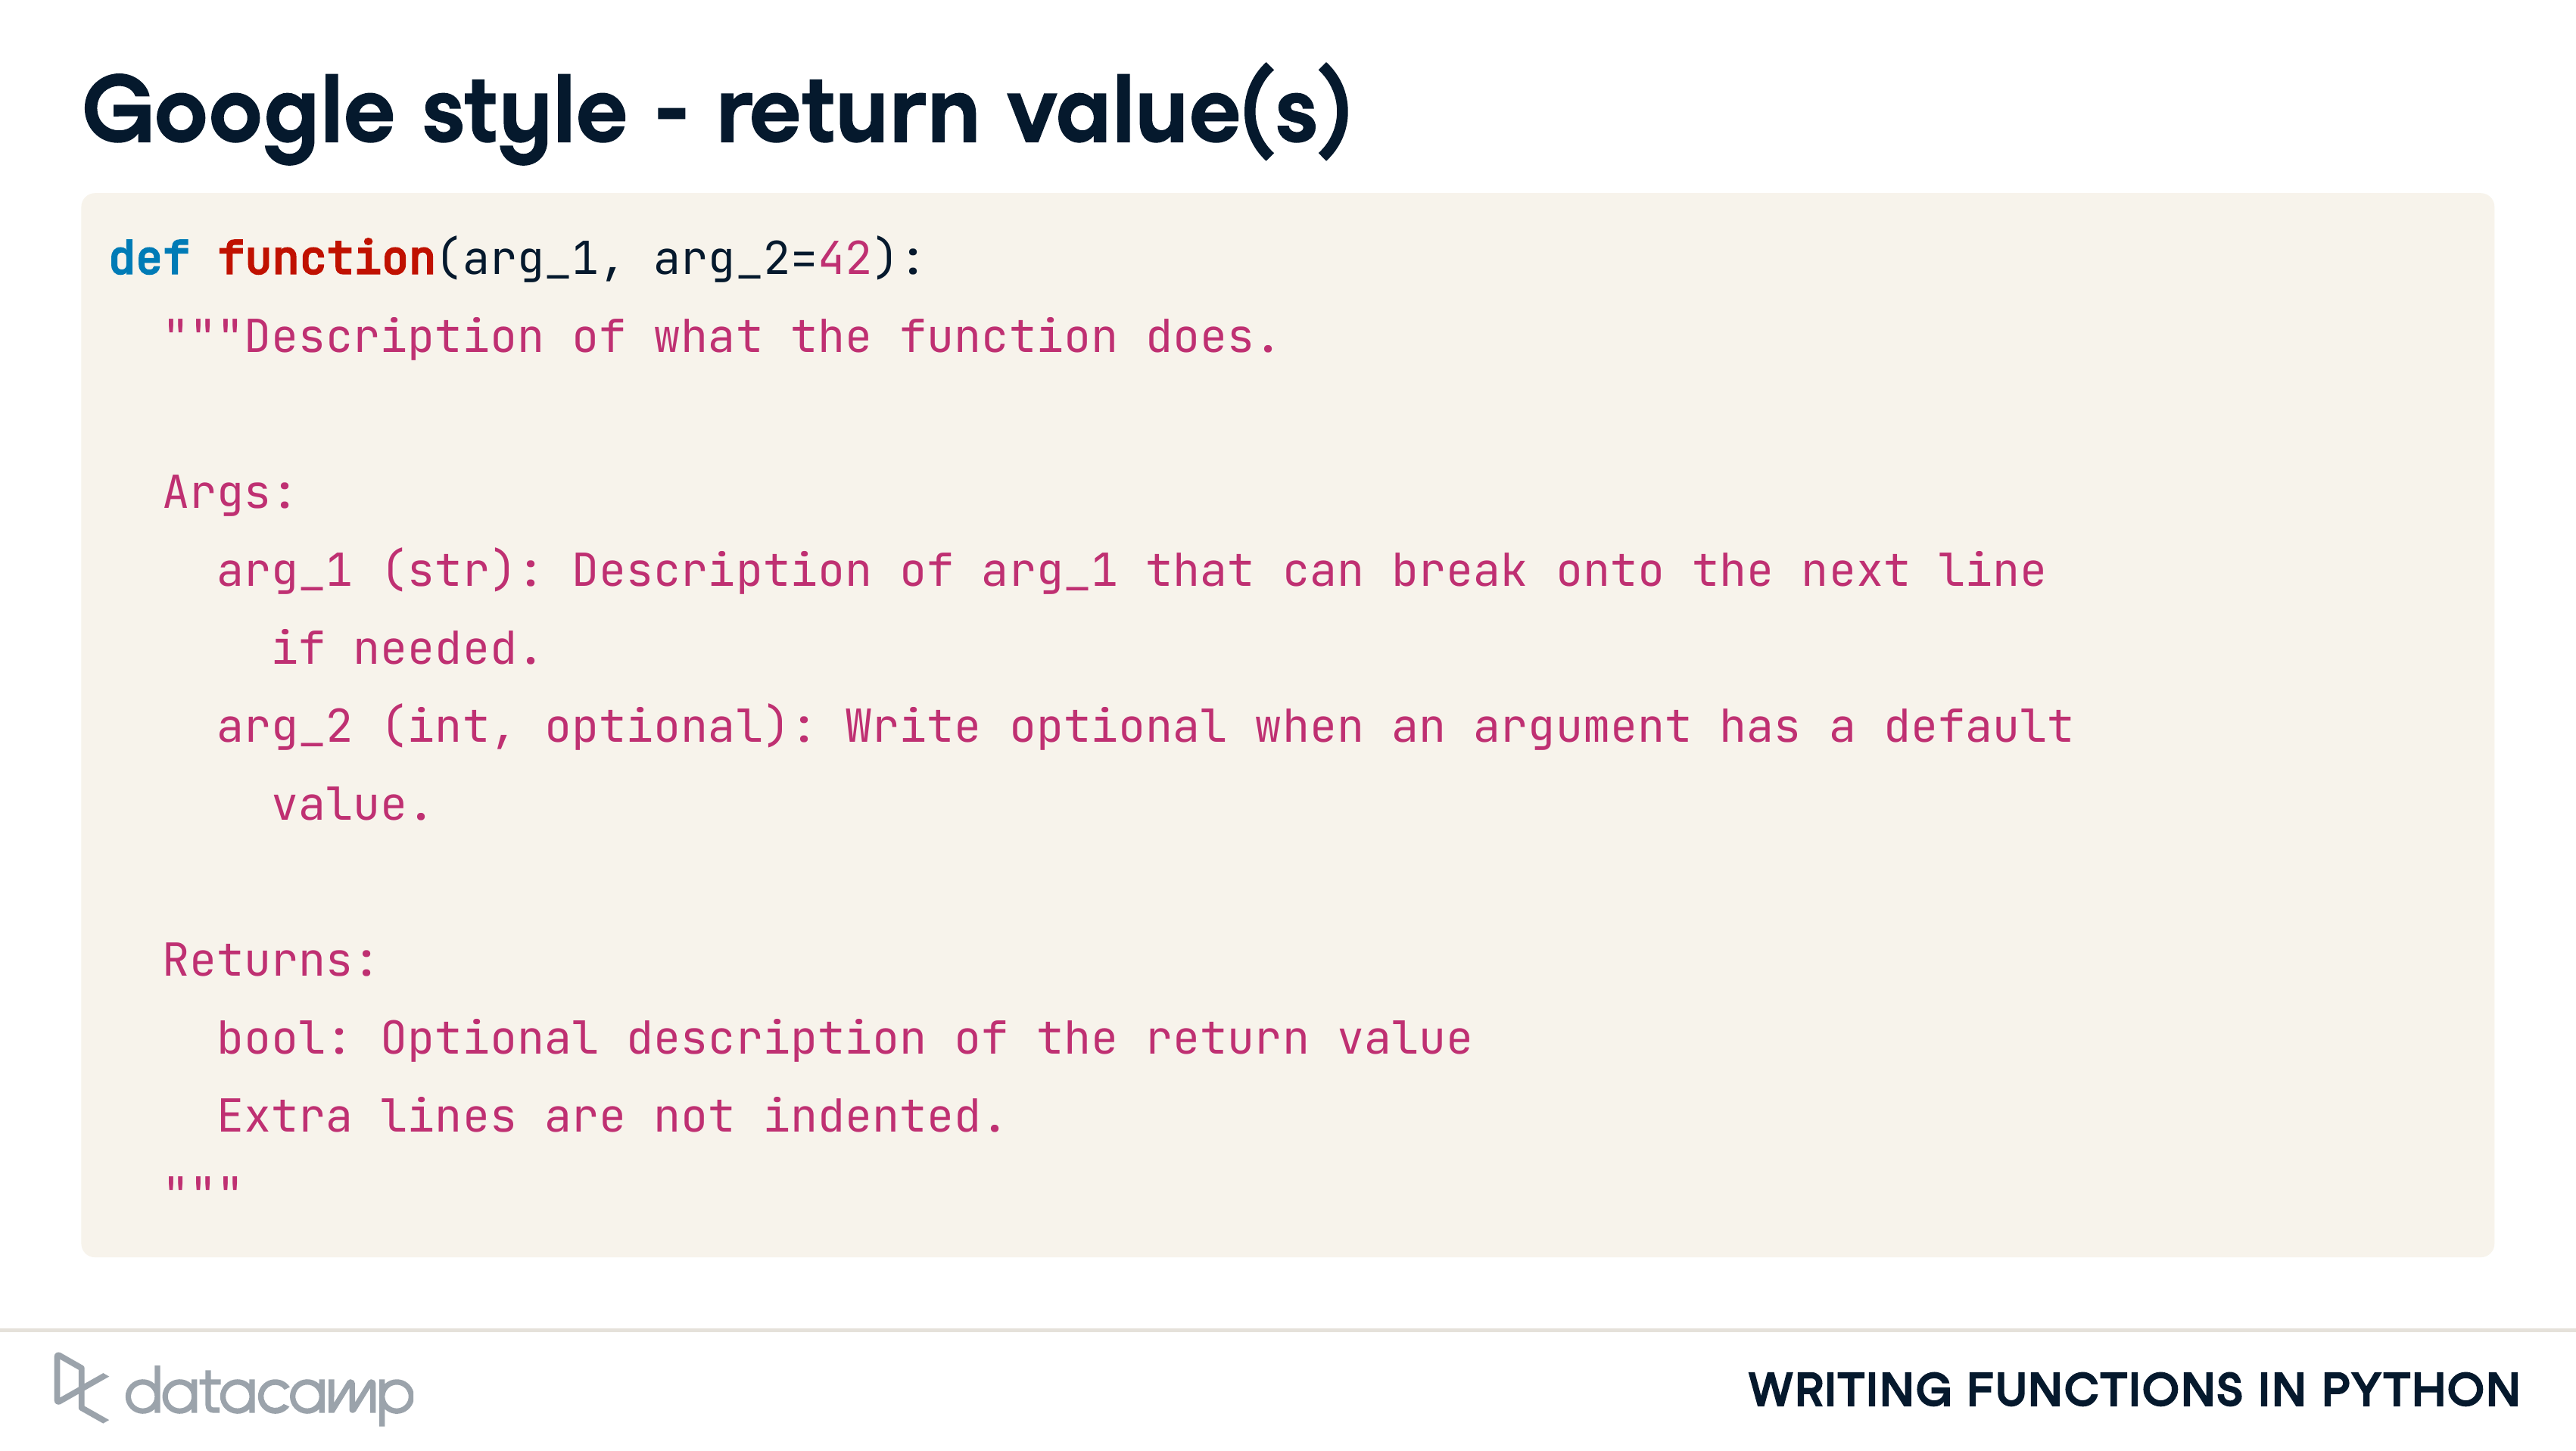 Google style - return value(s)
def function(arg_1, arg_2=42):
  """Description of what the function does.

  Args:
    arg_1 (str): Description of arg_1 that can break onto the next line
      if needed.
    arg_2 (int, optional): Write optional when an argument has a default
      value.

  Returns:
    bool: Optional description of the return value
    Extra lines are not indented.
  """
datacamp
WRITING FUNCTIONS IN PYTHON